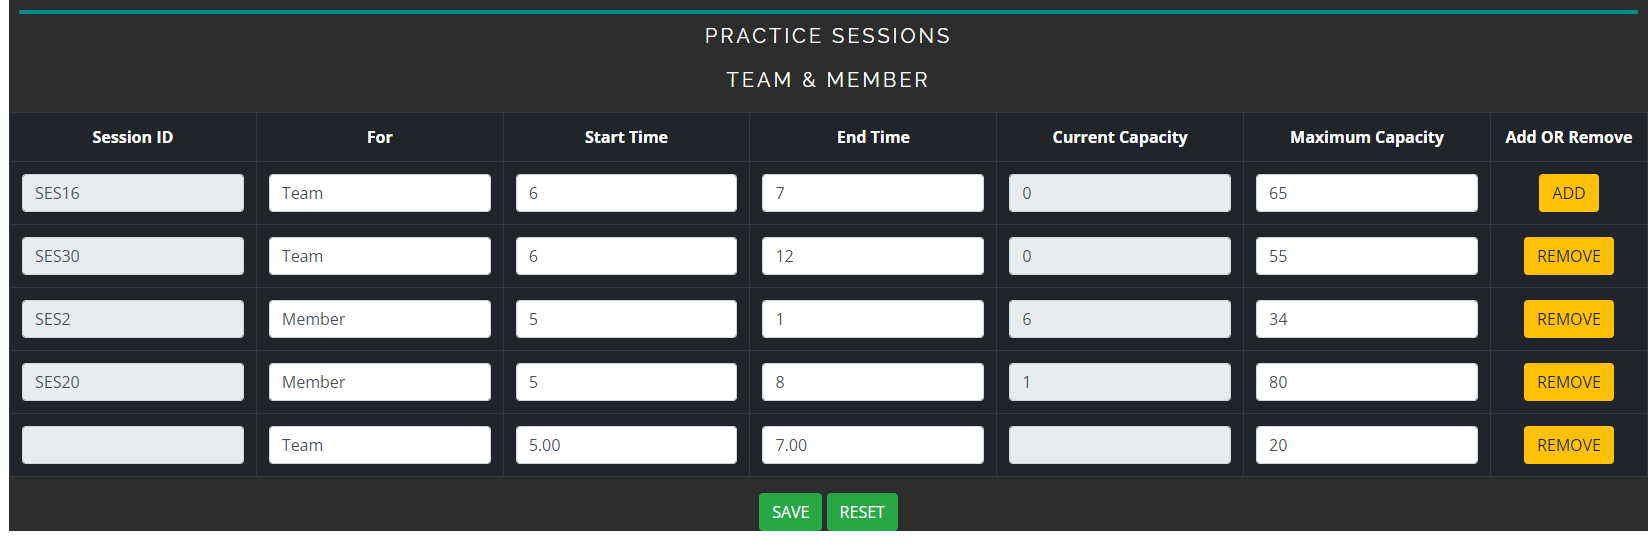 PRACTICE SESSIONS
TEAM & MEMBER
Session ID For Start Time End Time Current Capacity Maximum Capacity Add OR Remove
SES16 Team 6 7 0 65 ADD
SES30 Team 6 12 0 55 REMOVE
SES2 Member 5 1 6 34 REMOVE
SES20 Member 5 8 1 80 REMOVE
Team 5.00 7.00 20 REMOVE
SAVE RESET